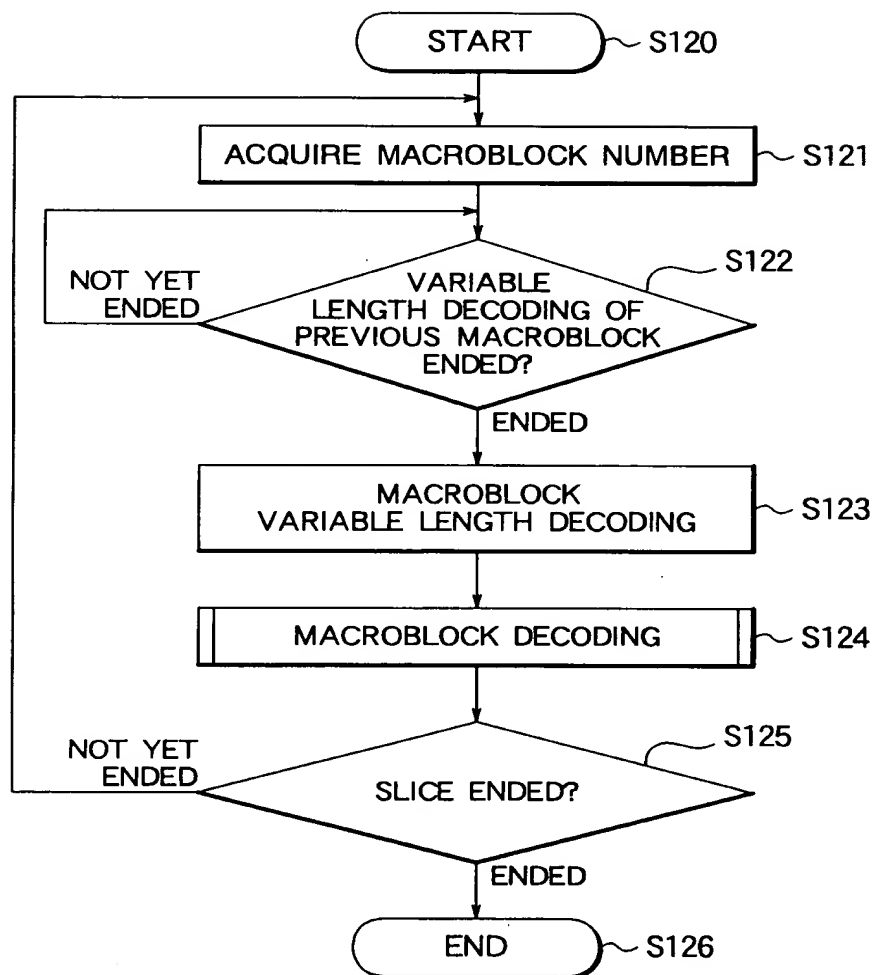 START
S120
ACQUIRE MACROBLOCK NUMBER
S121
S122
NOT YET
ENDED
VARIABLE
LENGTH DECODING OF
PREVIOUS MACROBLOCK
ENDED?
ENDED
MACROBLOCK
VARIABLE LENGTH DECODING
S123
MACROBLOCK DECODING
S124
S125
NOT YET
ENDED
SLICE ENDED?
ENDED
END
S126